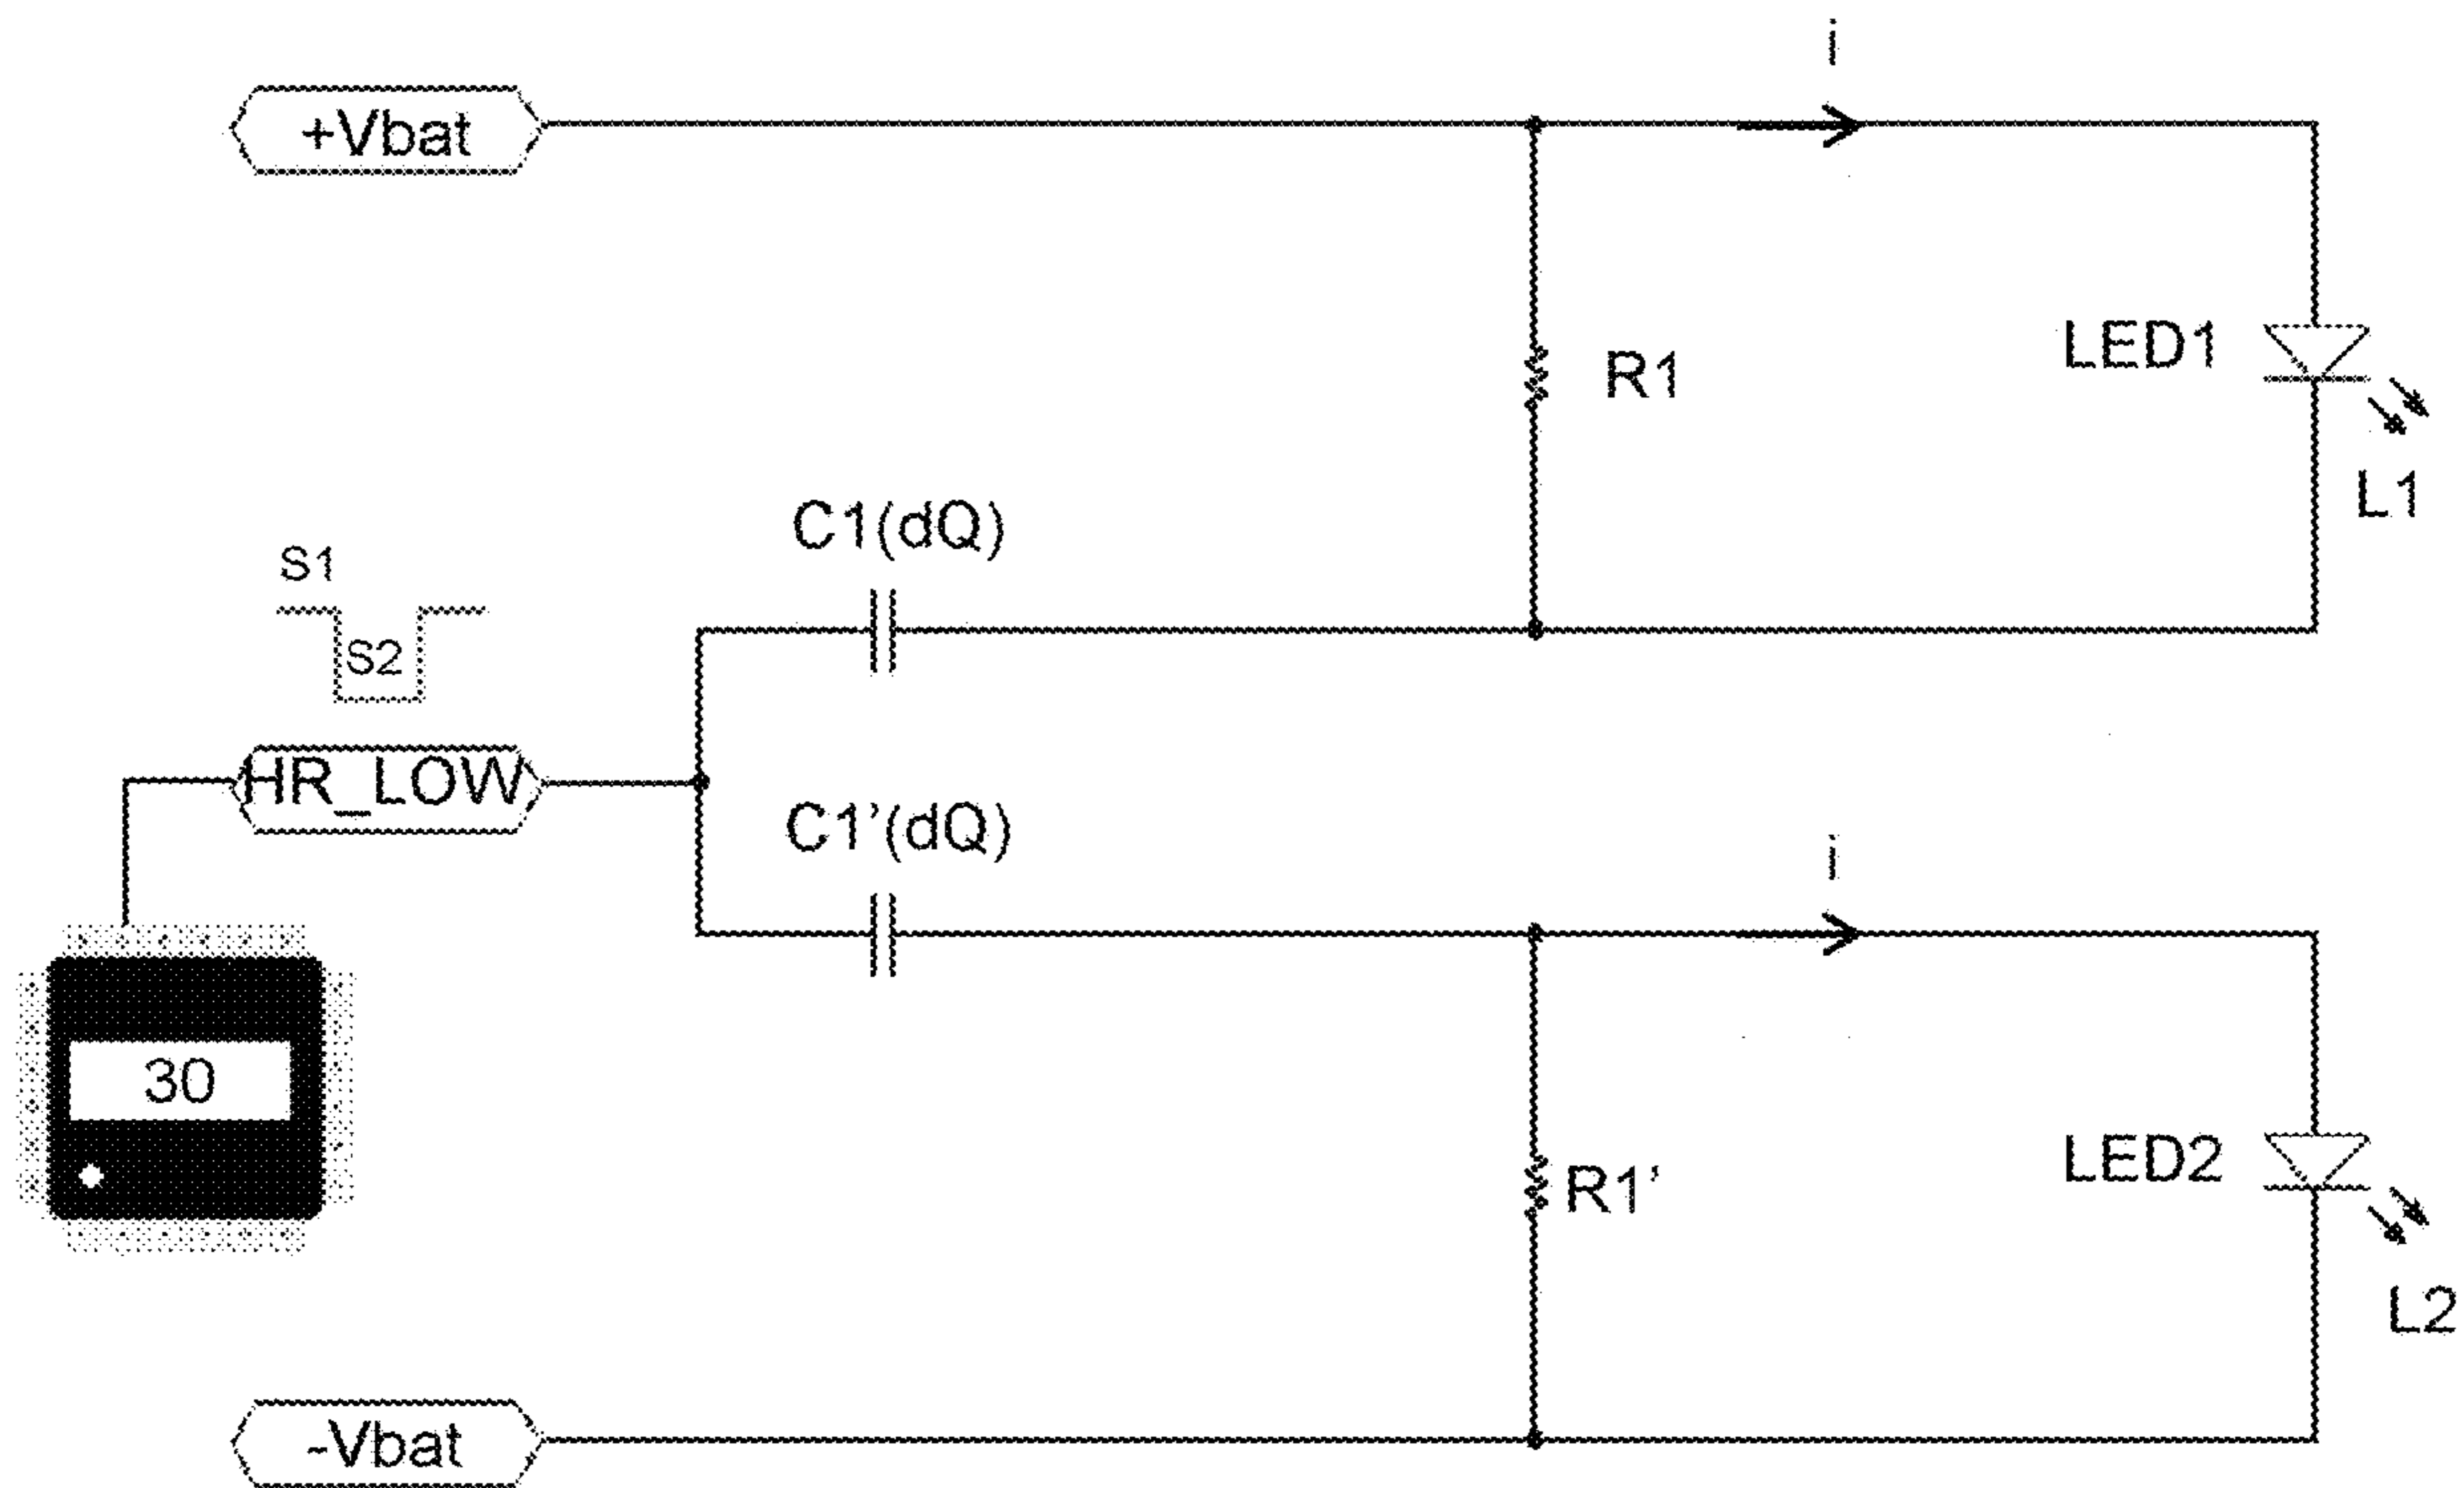 i
+Vbat
R1
LED1
L1
C1(dQ)
S1
S2
HR_LOW
C1’(dQ)
i
30
R1’
LED2
L2
-Vbat